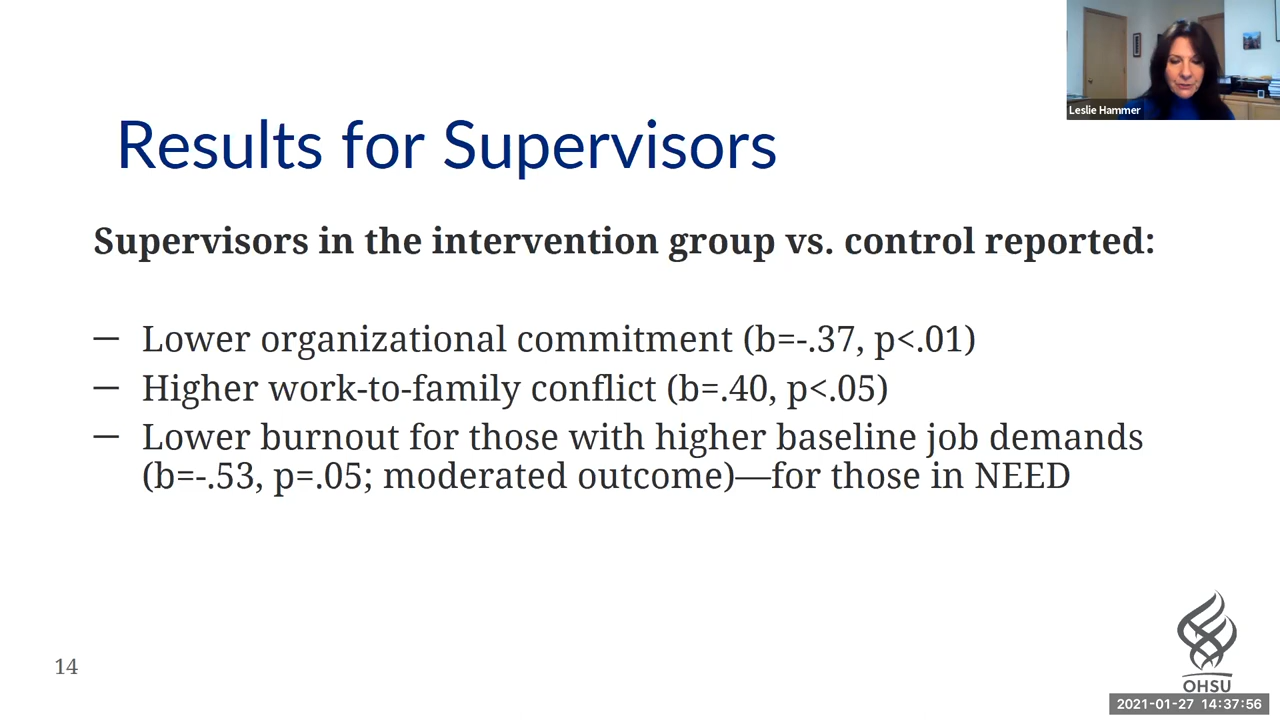 Leslie Hammer
Results for Supervisors
Supervisors in the intervention group vs. control reported:
— Lower organizational commitment (b=-.37, p<.01)
— Higher work-to-family conflict (b=.40, p<.05)
— Lower burnout for those with higher baseline job demands
(b=-.53, p=.05; moderated outcome)—for those in NEED
14
OHSU
2021-01-27 14:37:56